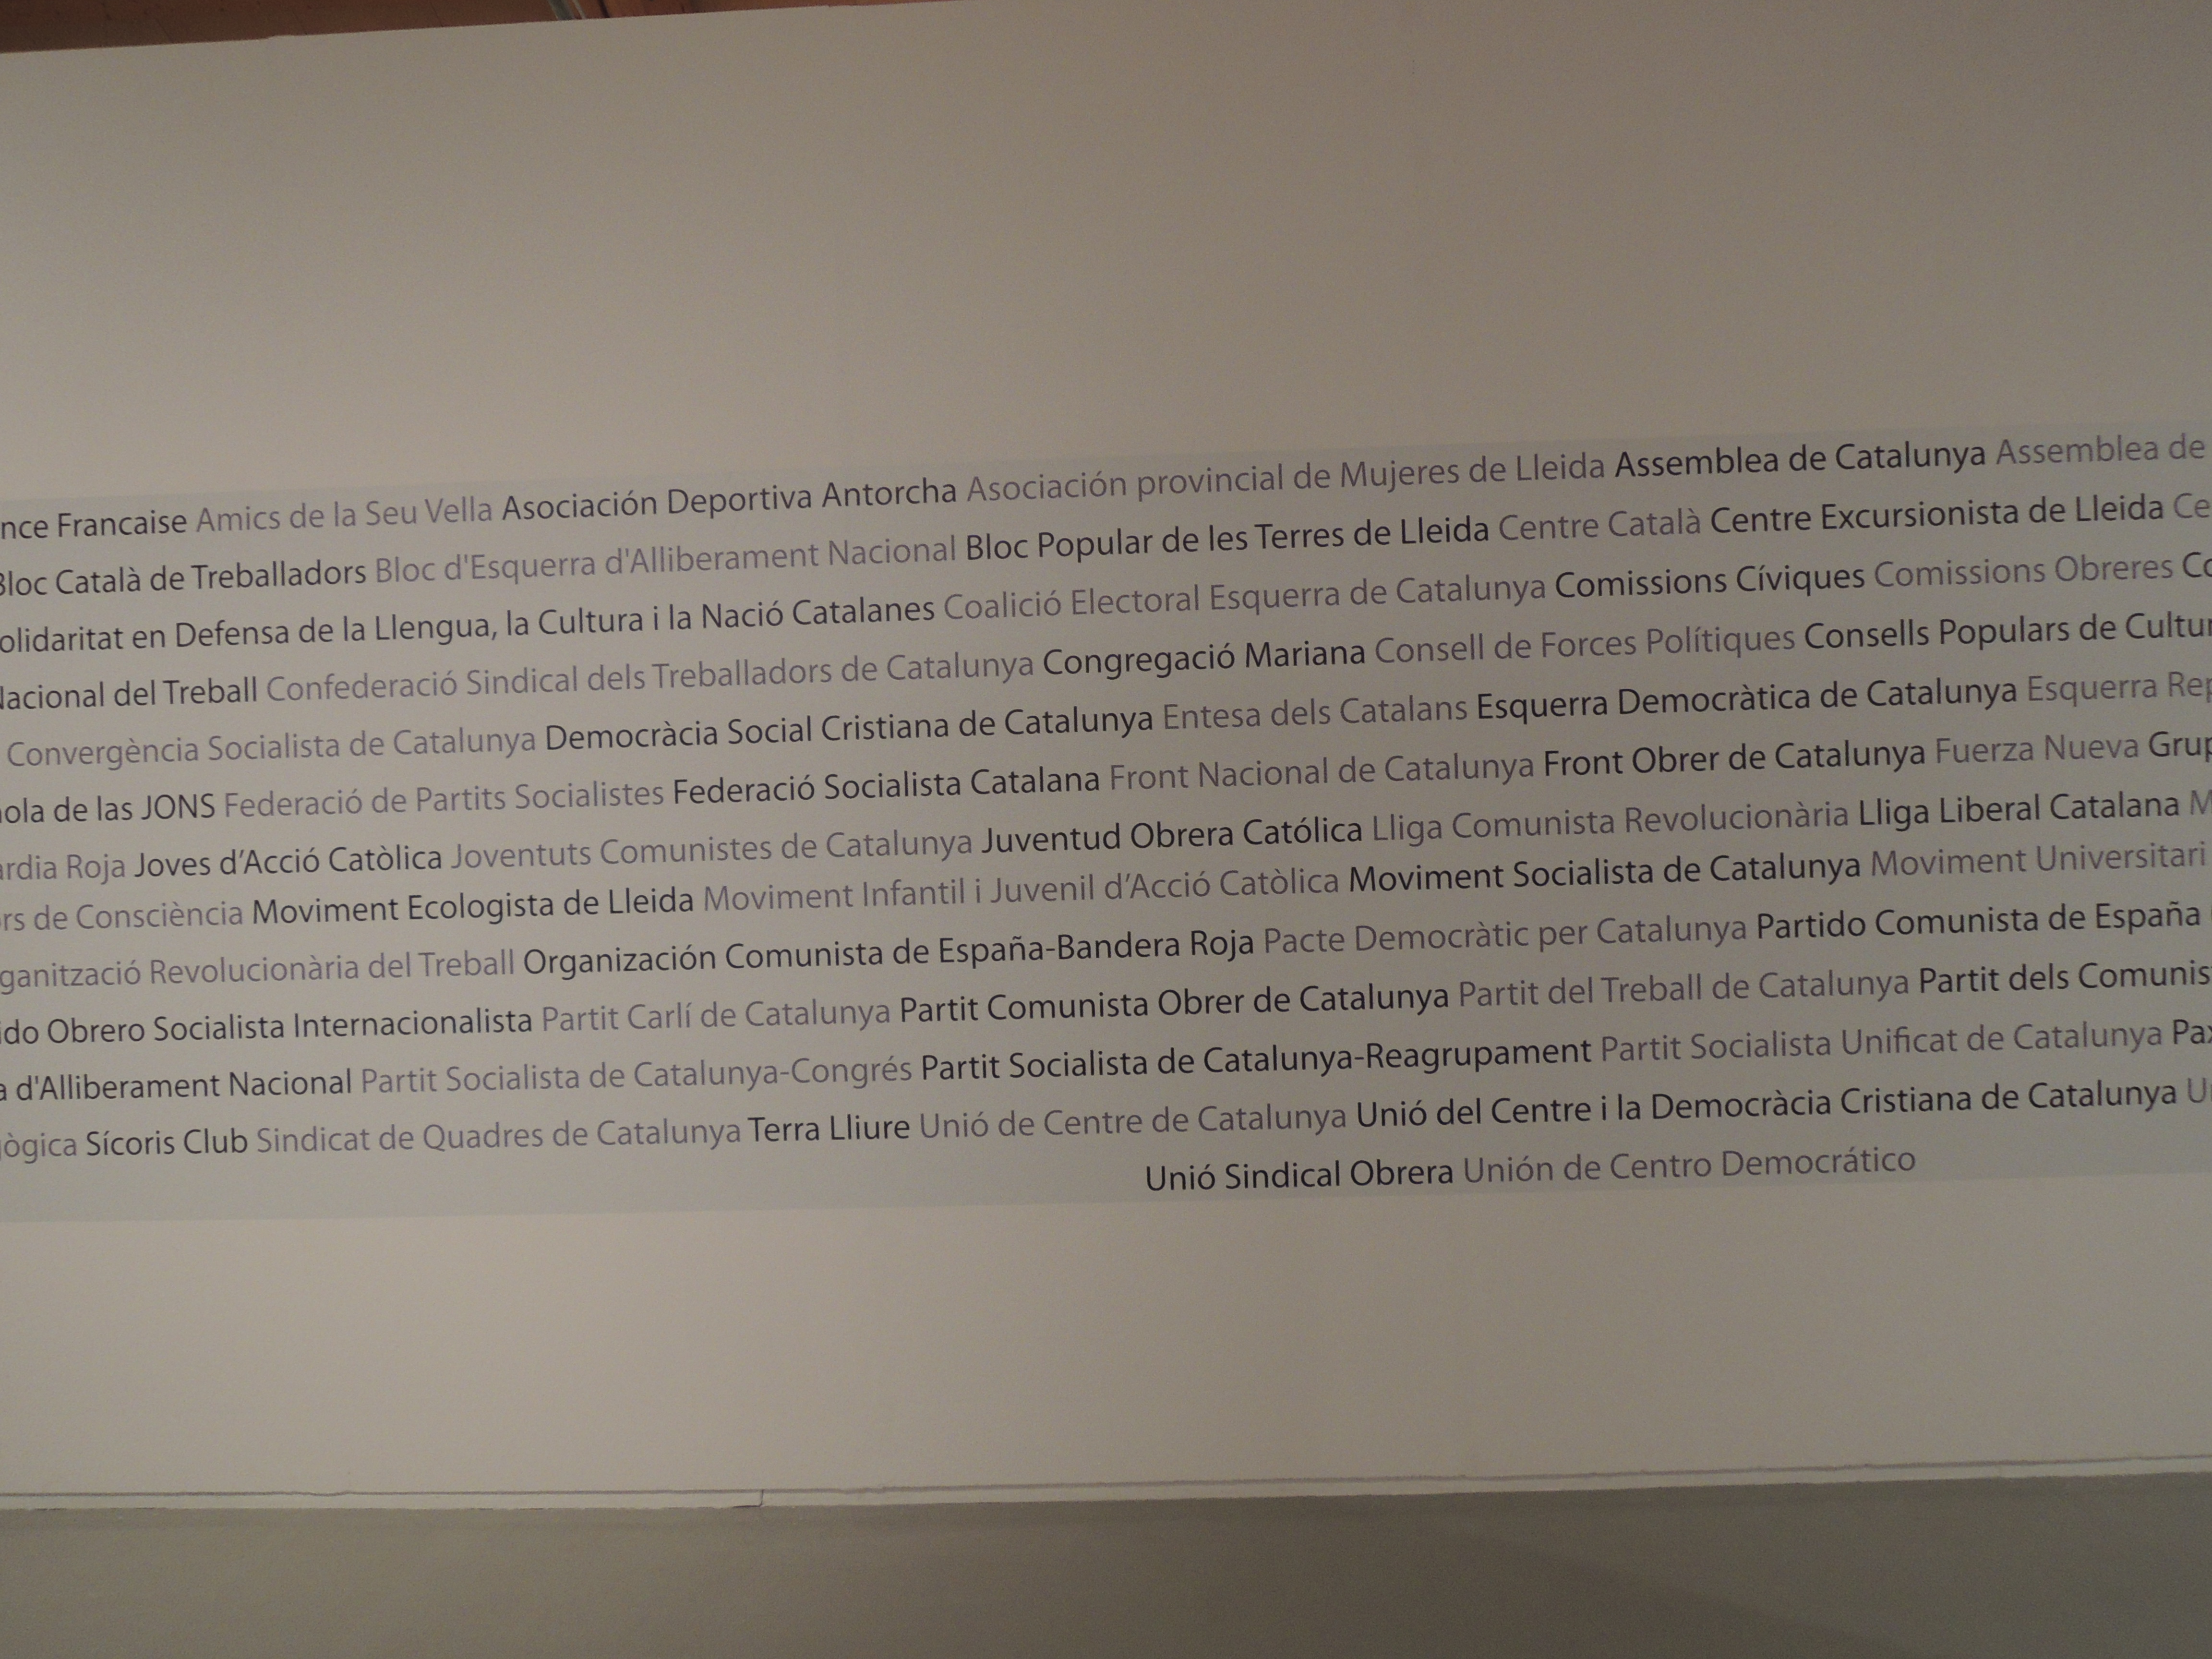 Francaise Amics de la Seu Vella Asociación Deportiva Antorcha Asociación provincial de Mujeres de Lleida Assemblea de Catalunya Assemblea de
Bloc Català de Treballadors Bloc d'Esquerra d'Alliberament Nacional Bloc Popular de les Terres de Lleida Centre Català Centre Excursionista de Lleida
en Defensa de la Llengua, la Cultura i la Nació Catalanes Coalició Electoral Esquerra de Catalunya Comissions Cíviques Comissions Obreres
Nacional del Treball Confederació Sindical dels Treballadors de Catalunya Congregació Mariana Consell de Forces Polítiques Consells Populars de
Convergència Socialista de Catalunya Democràcia Social Cristiana de Catalunya Entesa dels Catalans Esquerra Democràtica de Catalunya Esquerra
de las JONS Federació de Partits Socialistes Federació Socialista Catalana Front Nacional de Catalunya Front Obrer de Catalunya Fuerza Nueva
Roja Joves d’Acció Catòlica Joventuts Comunistes de Catalunya Juventud Obrera Católica Lliga Comunista Revolucionària Lliga Liberal Catalana
de Consciència Moviment Ecologista de Lleida Moviment Infantil i Juvenil d’Acció Catòlica Moviment Socialista de Catalunya Moviment Universitari
Revolucionària del Treball Organización Comunista de España-Bandera Roja Pacte Democràtic per Catalunya Partido Comunista de España
Obrero Socialista Internacionalista Partit Carlí de Catalunya Partit Comunista Obrer de Catalunya Partit del Treball de Catalunya Partit dels
d'Alliberament Nacional Partit Socialista de Catalunya-Congrés Partit Socialista de Catalunya-Reagrupament Partit Socialista Unificat de Catalunya
Sícoris Club Sindicat de Quadres de Catalunya Terra Lliure Unió de Centre de Catalunya Unió del Centre i la Democràcia Cristiana de Catalunya
Unió Sindical Obrera Unión de Centro Democrático